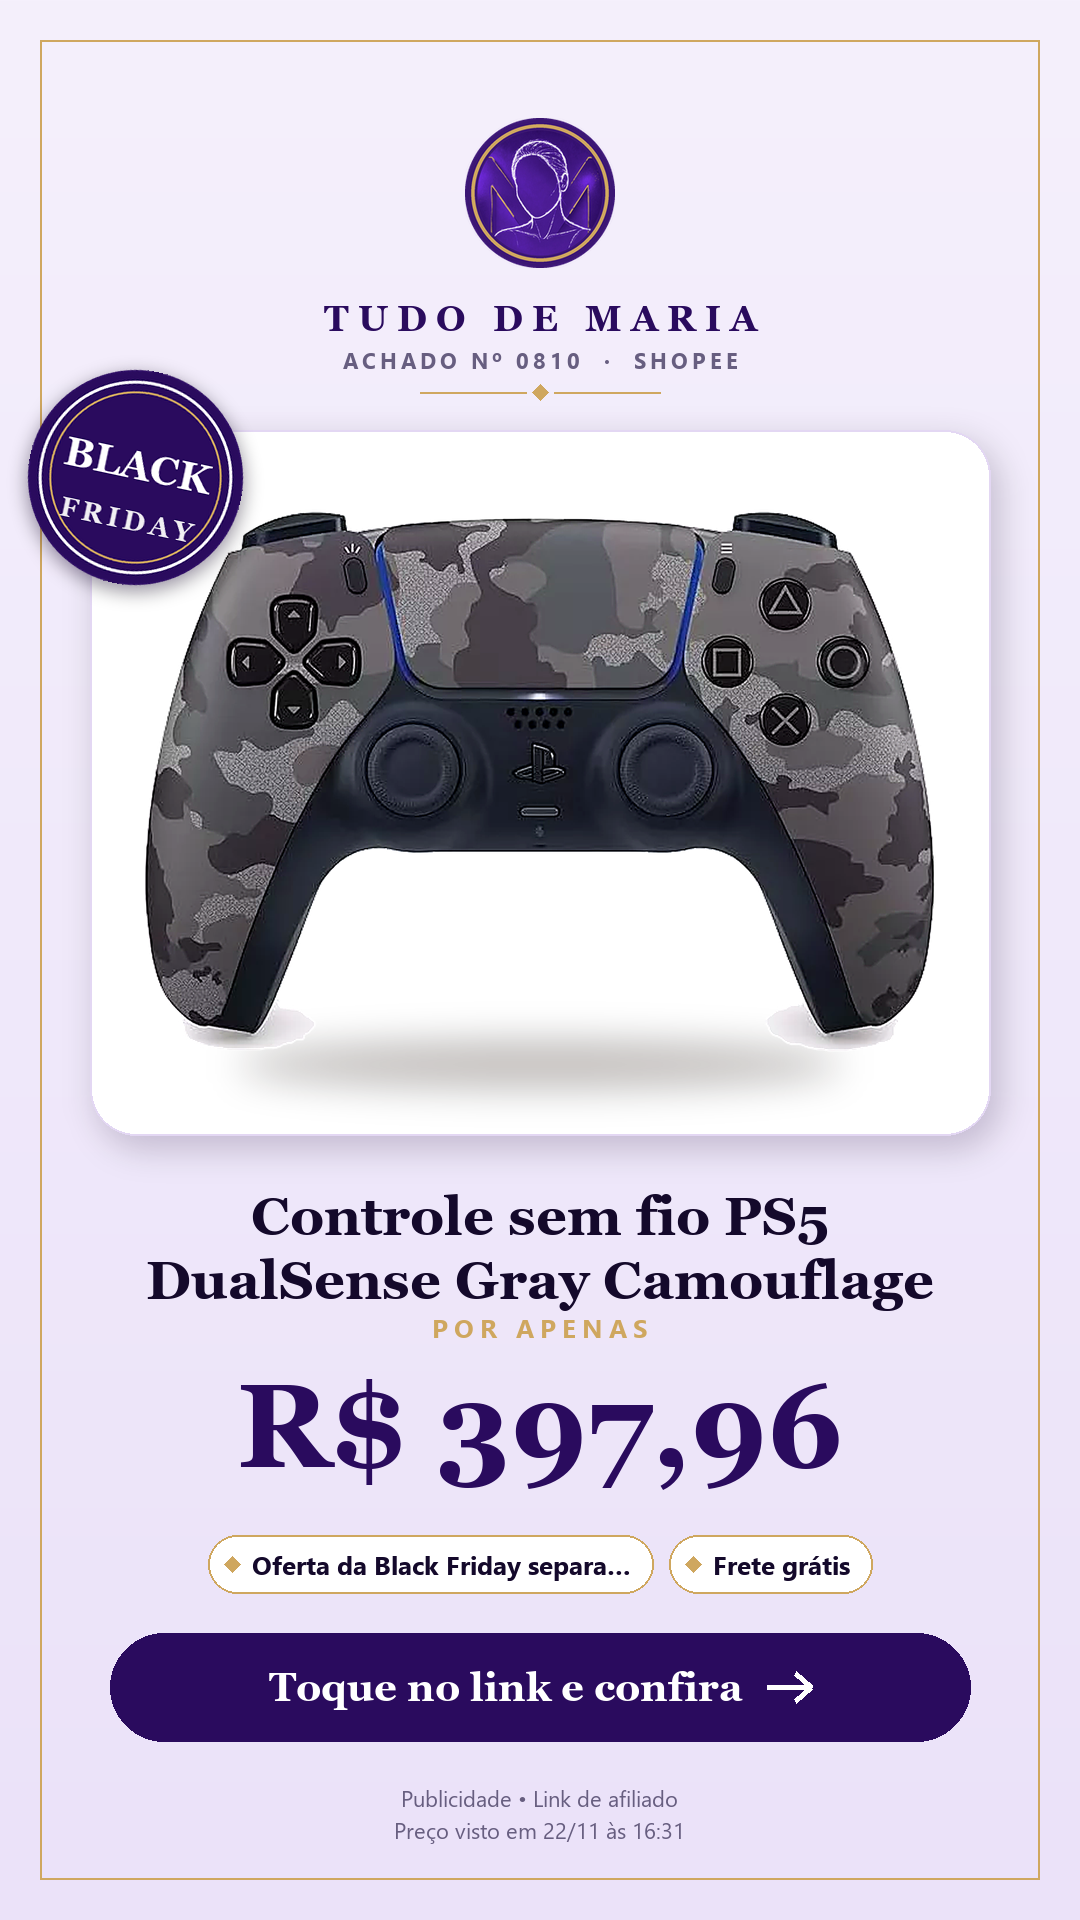 TUDO DE MARIA
ACHADO Nº 0810 · SHOPEE
BLACK
FRIDAY
Controle sem fio PS5
DualSense Gray Camouflage
POR APENAS
R$ 397,96
Oferta da Black Friday separa...
Frete grátis
Toque no link e confira →
Publicidade • Link de afiliado
Preço visto em 22/11 às 16:31